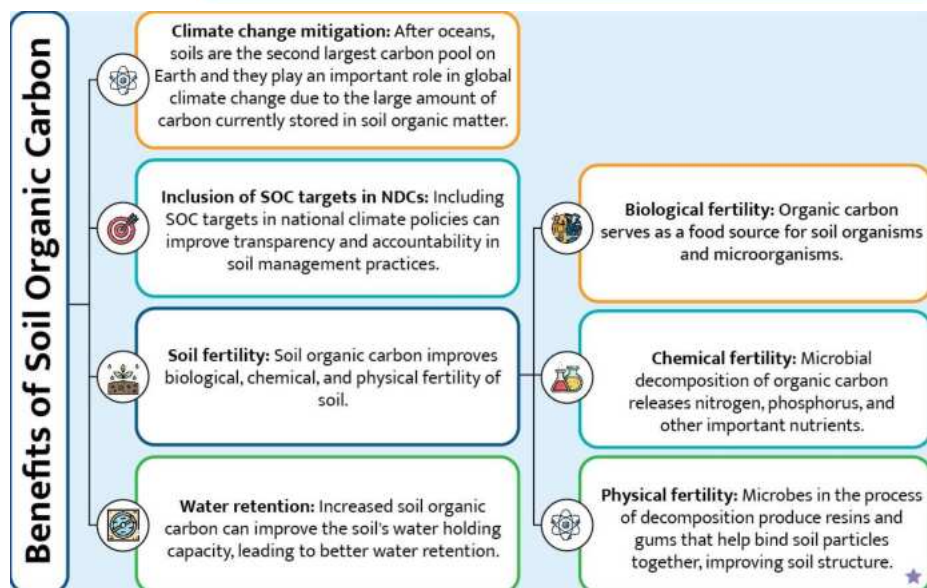 Benefits of Soil Organic Carbon
Climate change mitigation: After oceans,
soils are the second largest carbon pool on
Earth and they play an important role in global
climate change due to the large amount of
carbon currently stored in soil organic matter.
Inclusion of SOC targets in NDCs: Including
SOC targets in national climate policies can
improve transparency and accountability in
soil management practices.
Soil fertility: Soil organic carbon improves
biological, chemical, and physical fertility of
soil.
Water retention: Increased soil organic
carbon can improve the soil's water holding
capacity, leading to better water retention.
Biological fertility: Organic carbon
serves as a food source for soil organisms
and microorganisms.
Chemical fertility: Microbial
decomposition of organic carbon
releases nitrogen, phosphorus, and
other important nutrients.
Physical fertility: Microbes in the process
of decomposition produce resins and
gums that help bind soil particles
together, improving soil structure.